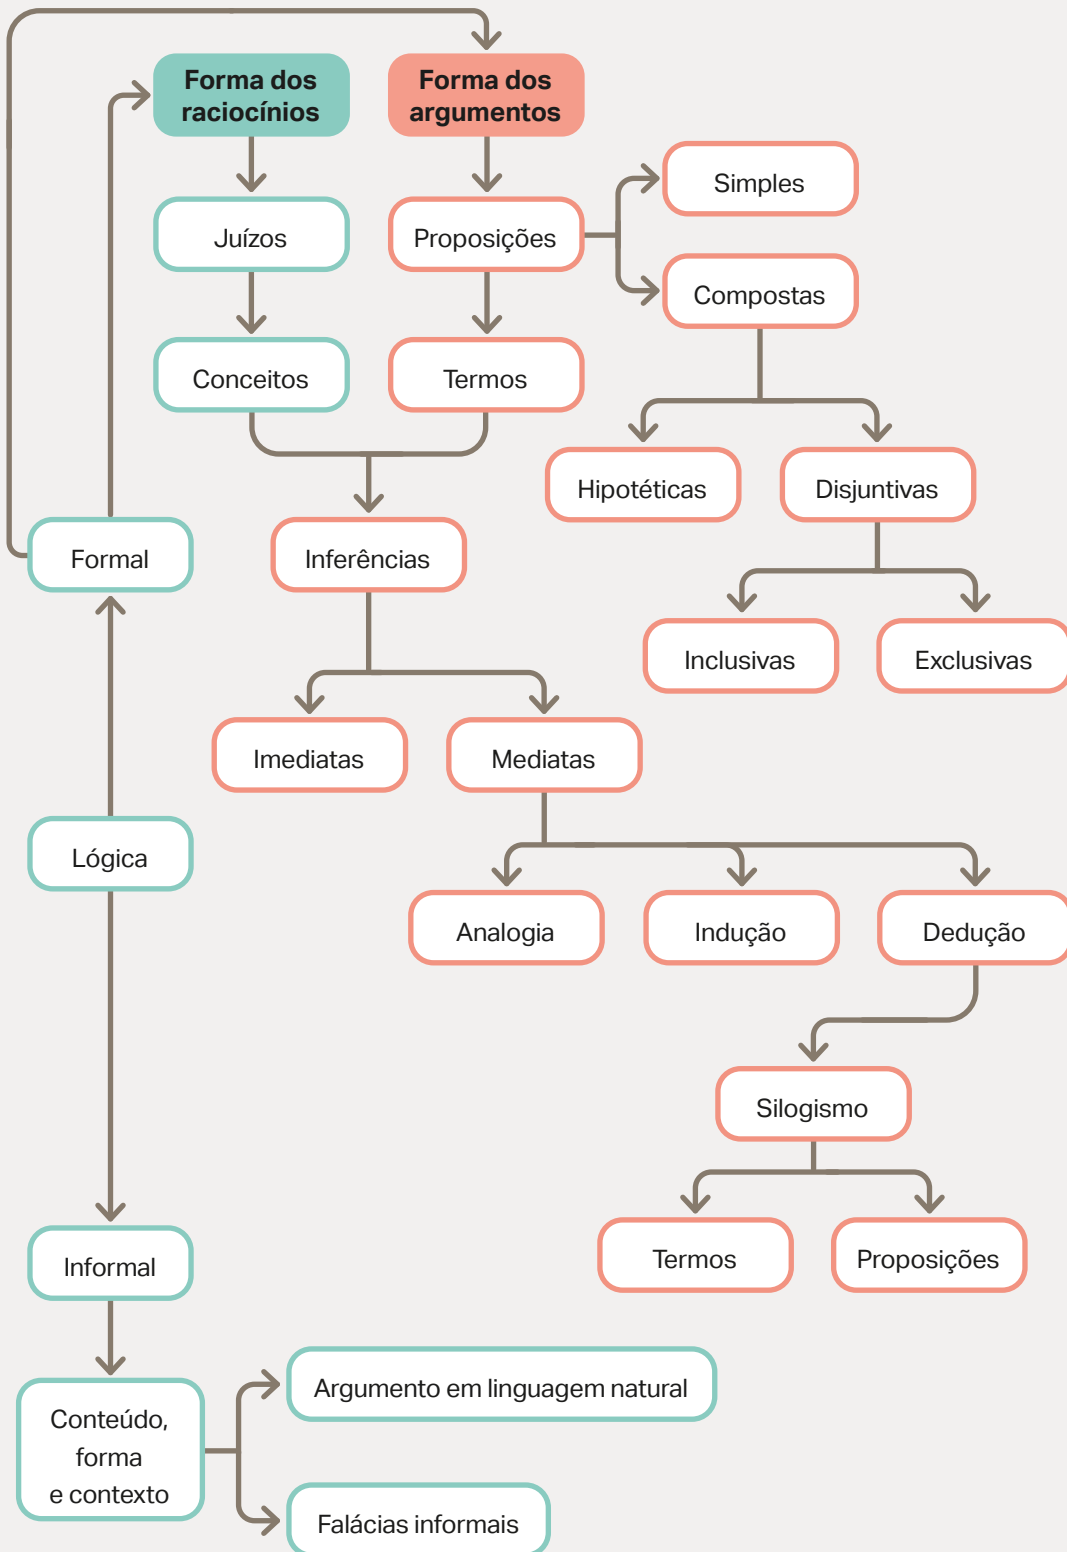 Forma dos
raciocínios
Forma dos
argumentos
Simples
Juízos
Proposições
Compostas
Conceitos
Termos
Hipotéticas
Disjuntivas
Formal
Inferências
Inclusivas
Exclusivas
Imediatas
Mediatas
Lógica
Analogia
Indução
Dedução
Silogismo
Informal
Termos
Proposições
Argumento em linguagem natural
Conteúdo,
forma
e contexto
Falácias informais